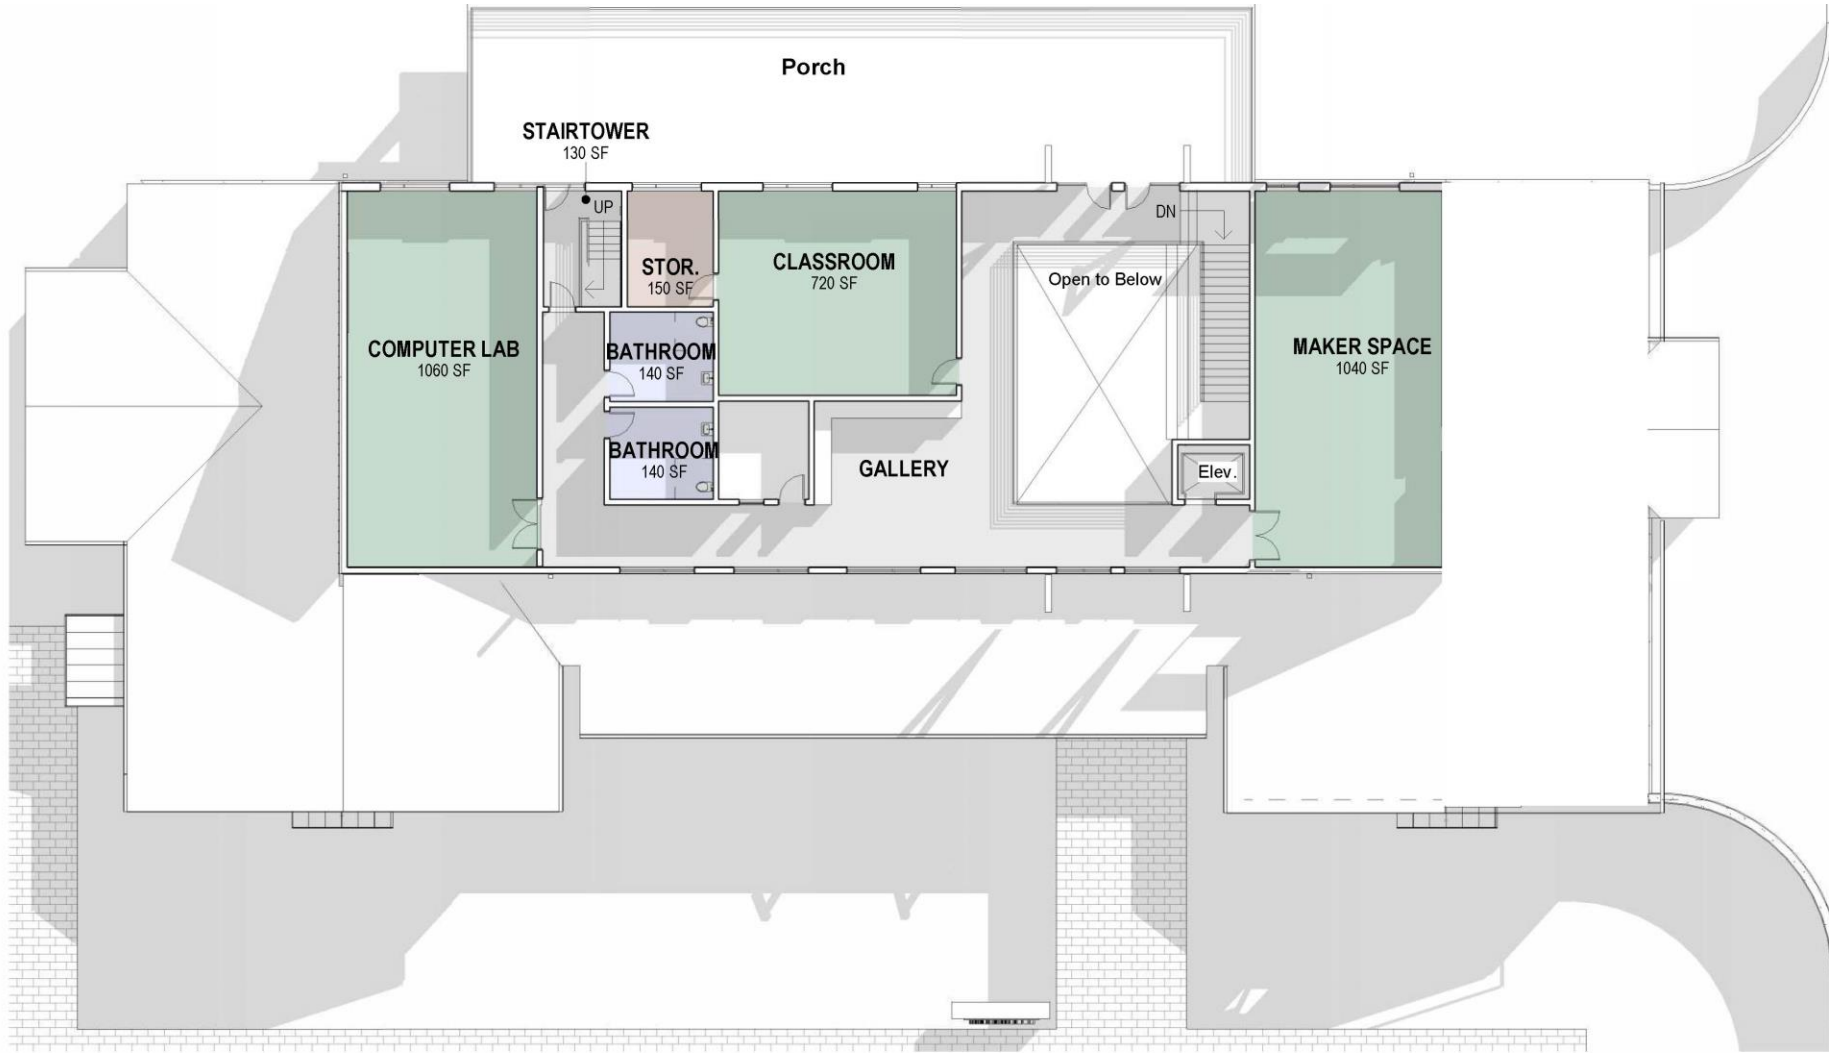 Porch
STAIRTOWER
130 SF
UP
DN
STOR.
150 SF
CLASSROOM
720 SF
Open to Below
COMPUTER LAB
1060 SF
BATHROOM
140 SF
MAKER SPACE
1040 SF
BATHROOM
140 SF
GALLERY
Elev.